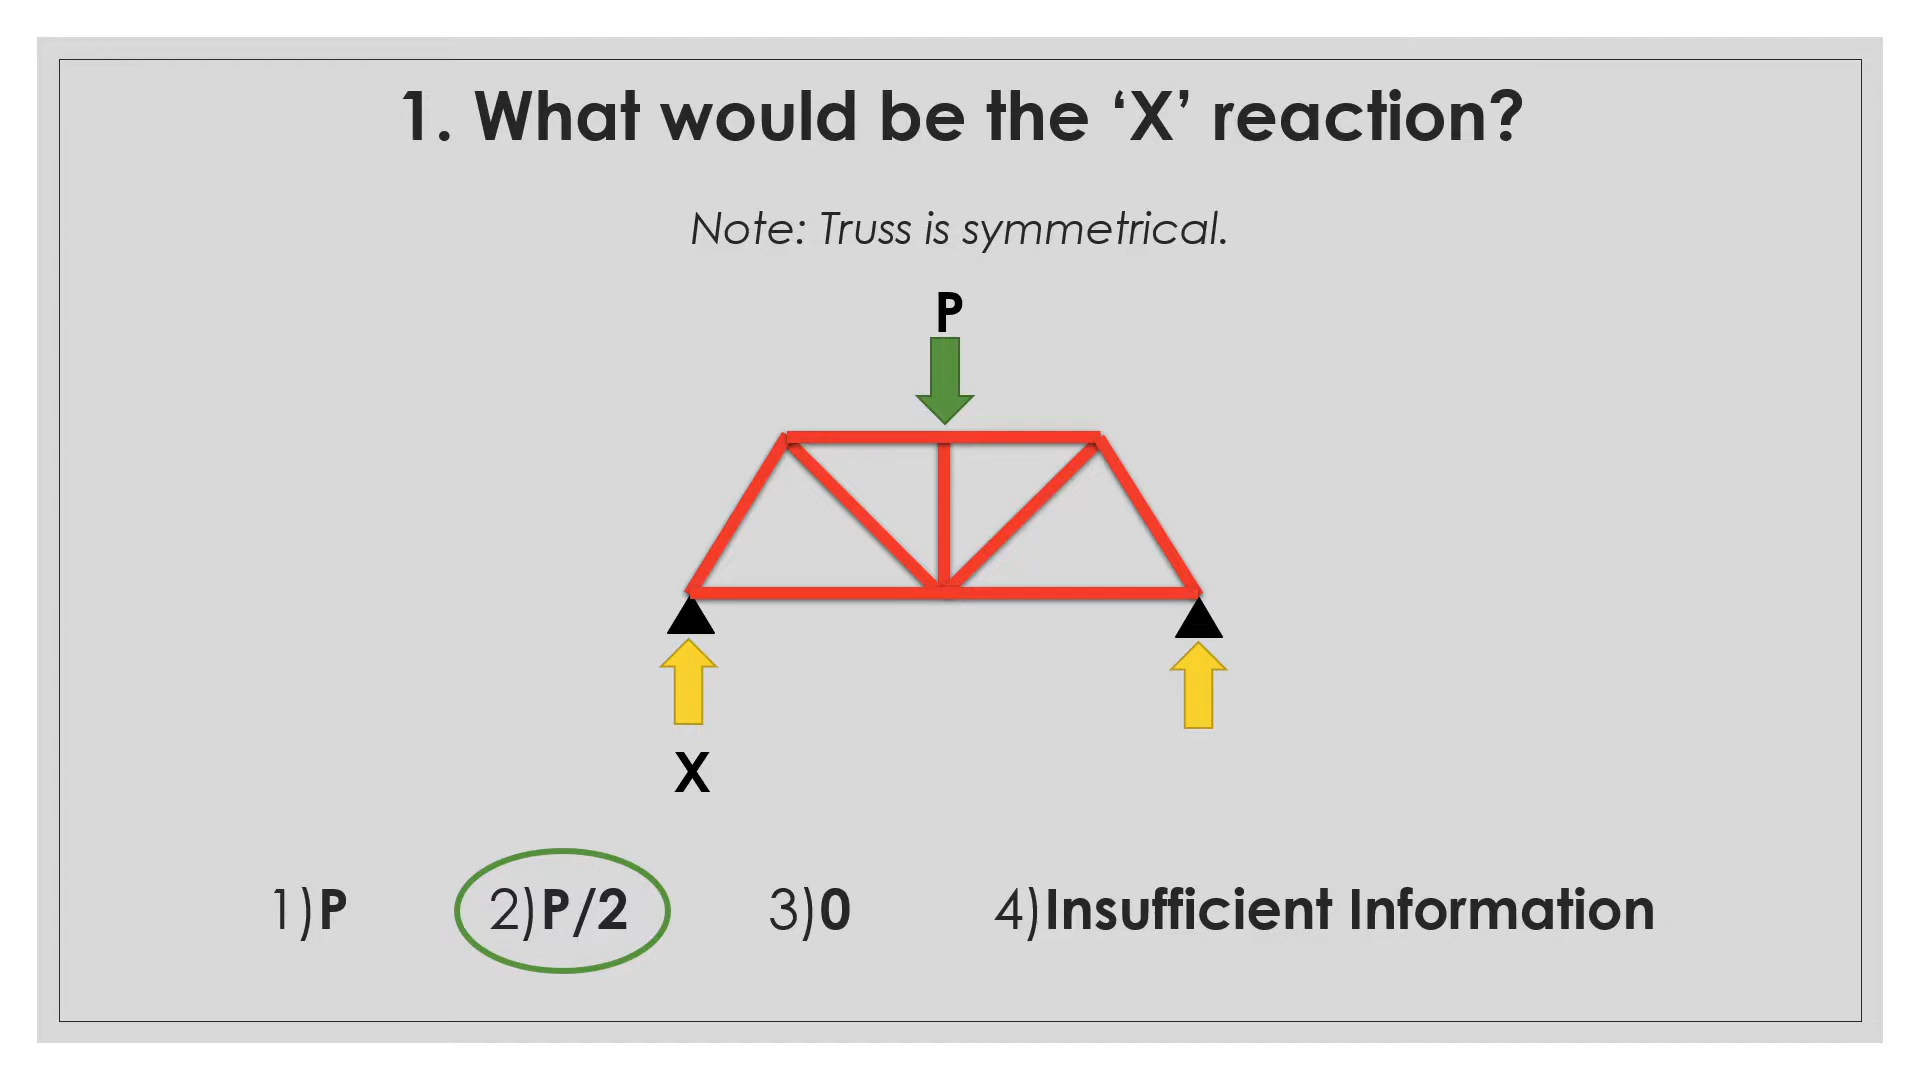 1. What would be the ‘X’ reaction?
Note: Truss is symmetrical.
P
X
1)P 2)P/2 3)0 4)Insufficient Information